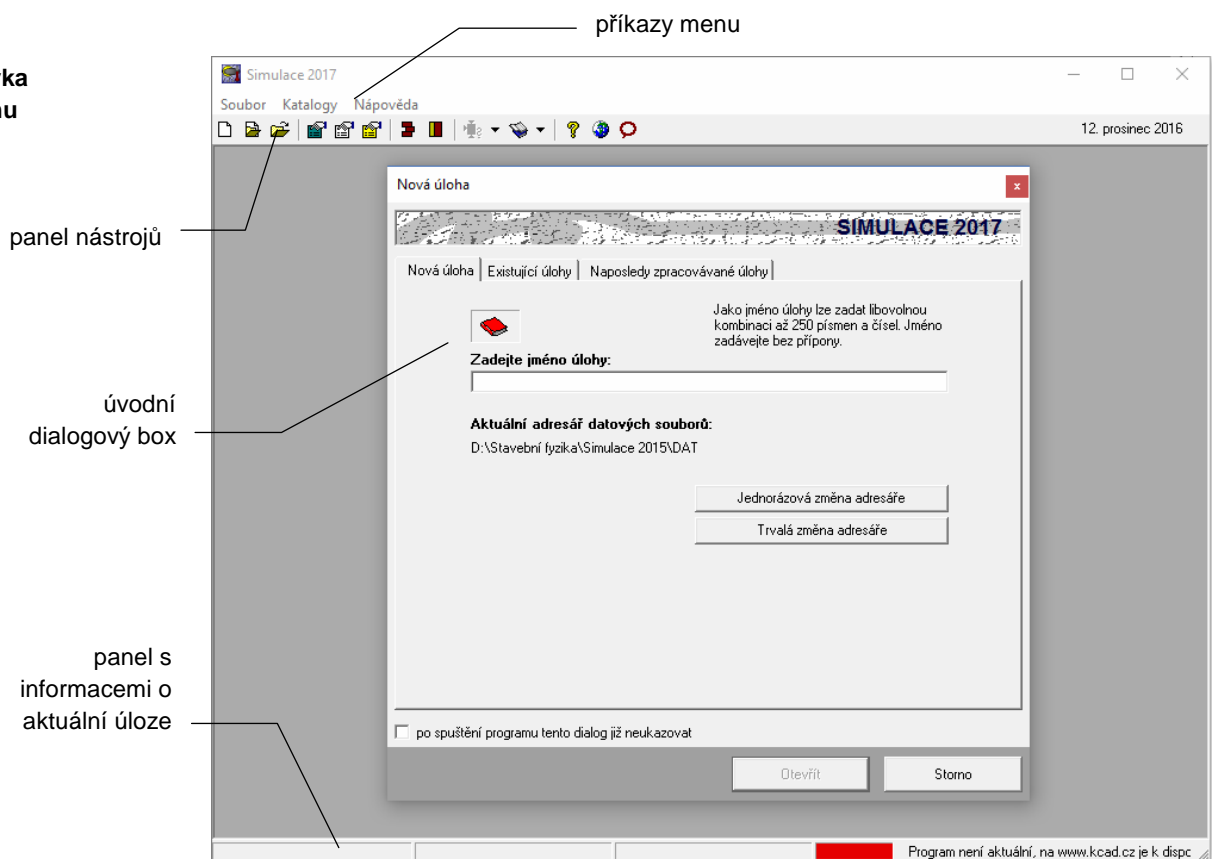 příkazy menu
Simulace 2017
Soubor Katalogy Nápověda
12. prosinec 2016
panel nástrojů
Nová úloha
SIMULACE 2017
Nová úloha Existující úlohy Naposledy zpracovávané úlohy
Jako jméno úlohy lze zadat libovolnou
kombinaci až 250 písmen a čísel. Jméno
zadávejte bez přípony.
Zadejte jméno úlohy:
úvodní
dialogový box
Aktuální adresář datových souborů:
D:\Stavební fyzika\Simulace 2015\DAT
Jednorázová změna adresáře
Trvalá změna adresáře
panel s
informacemi o
aktuální úloze
po spuštění programu tento dialog již neukazovat
Otevřít Storno
Program není aktuální, na www.kcad.cz je k dispc